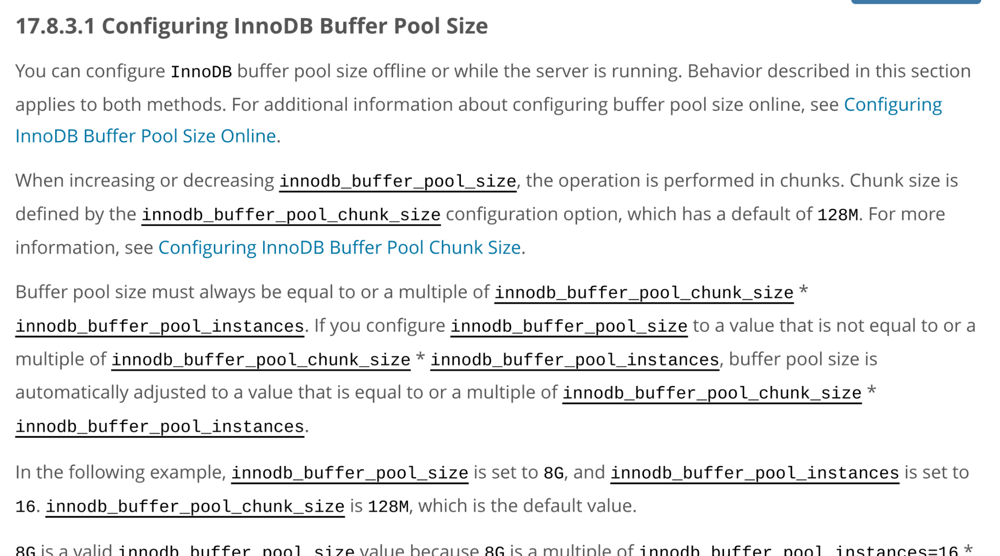 17.8.3.1 Configuring InnoDB Buffer Pool Size
You can configure InnoDB buffer pool size offline or while the server is running. Behavior described in this section
applies to both methods. For additional information about configuring buffer pool size online, see Configuring
InnoDB Buffer Pool Size Online.
When increasing or decreasing innodb_buffer_pool_size, the operation is performed in chunks. Chunk size is
defined by the innodb_buffer_pool_chunk_size configuration option, which has a default of 128M. For more
information, see Configuring InnoDB Buffer Pool Chunk Size.
Buffer pool size must always be equal to or a multiple of innodb_buffer_pool_chunk_size *
innodb_buffer_pool_instances. If you configure innodb_buffer_pool_size to a value that is not equal to or a
multiple of innodb_buffer_pool_chunk_size * innodb_buffer_pool_instances, buffer pool size is
automatically adjusted to a value that is equal to or a multiple of innodb_buffer_pool_chunk_size *
innodb_buffer_pool_instances.
In the following example, innodb_buffer_pool_size is set to 8G, and innodb_buffer_pool_instances is set to
16. innodb_buffer_pool_chunk_size is 128M, which is the default value.
8G is a valid innodb_buffer_pool_size value because 8G is a multiple of innodb_buffer_pool_instances=16 *